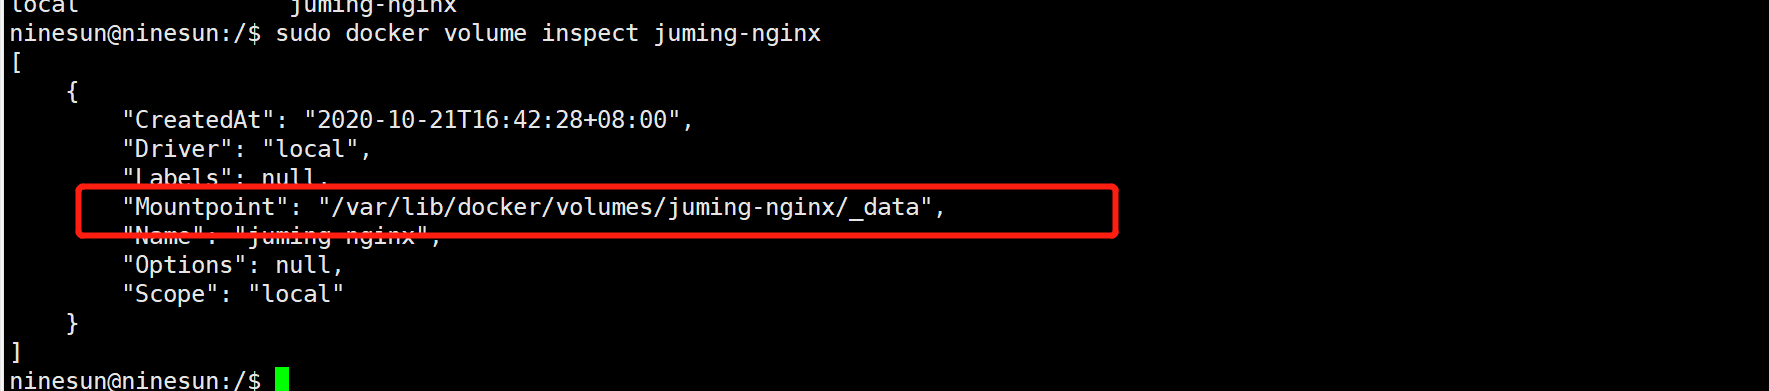 local               juming-nginx
ninesun@ninesun:/$ sudo docker volume inspect juming-nginx
[
    {
        "CreatedAt": "2020-10-21T16:42:28+08:00",
        "Driver": "local",
        "Labels": null,
        "Mountpoint": "/var/lib/docker/volumes/juming-nginx/_data",
        "Name": "juming-nginx",
        "Options": null,
        "Scope": "local"
    }
]
ninesun@ninesun:/$